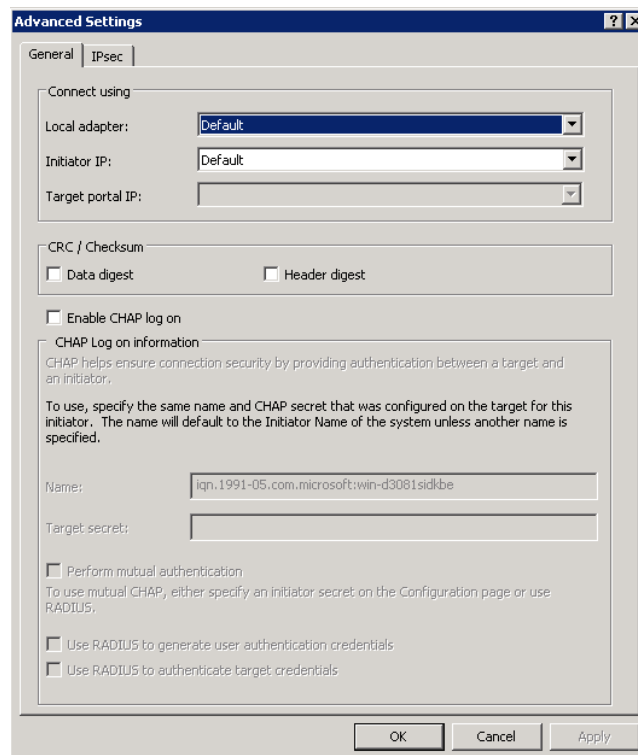 Advanced Settings
General
IPsec
Connect using
Local adapter:
Default
Initiator IP:
Default
Target portal IP:
CRC / Checksum
Data digest
Header digest
Enable CHAP log on
CHAP Log on information
CHAP helps ensure connection security by providing authentication between a target and
an initiator.
To use, specify the same name and CHAP secret that was configured on the target for this
initiator. The name will default to the Initiator Name of the system unless another name is
specified.
Name:
iqn.1991-05.com.microsoft:win-d3081sidkbe
Target secret:
Perform mutual authentication
To use mutual CHAP, either specify an initiator secret on the Configuration page or use
RADIUS.
Use RADIUS to generate user authentication credentials
Use RADIUS to authenticate target credentials
OK
Cancel
Apply